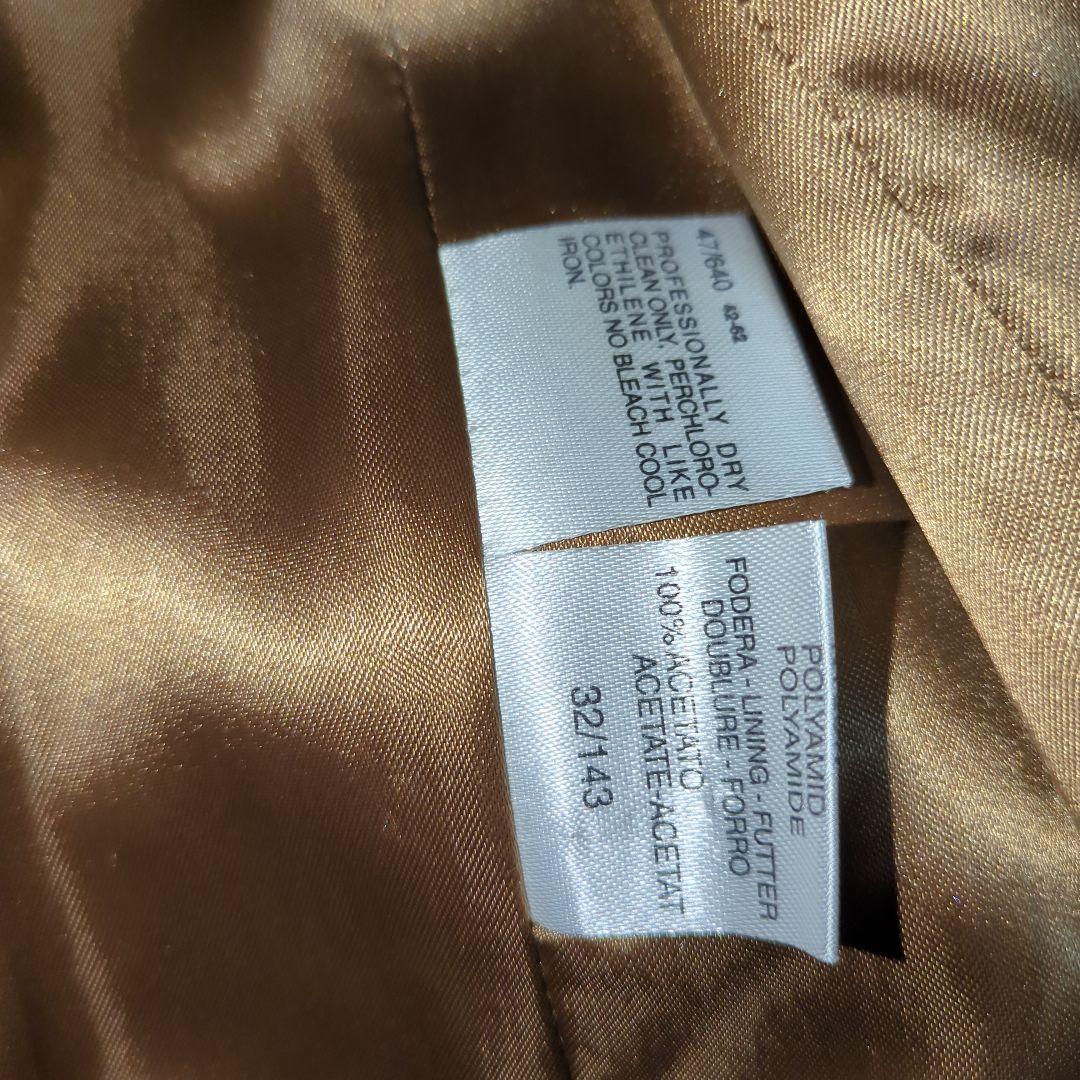 47/640 42-62
PROFESSIONALLY DRY
CLEAN ONLY. PERCHLORO-
ETHILENE WITH LIKE
COLORS NO BLEACH COOL
IRON.
POLYAMID
POLYAMIDE
FODERA - LINING - FUTTER
DOUBLURE - FORRO
100% ACETATO
ACETATE-ACETAT
32/143